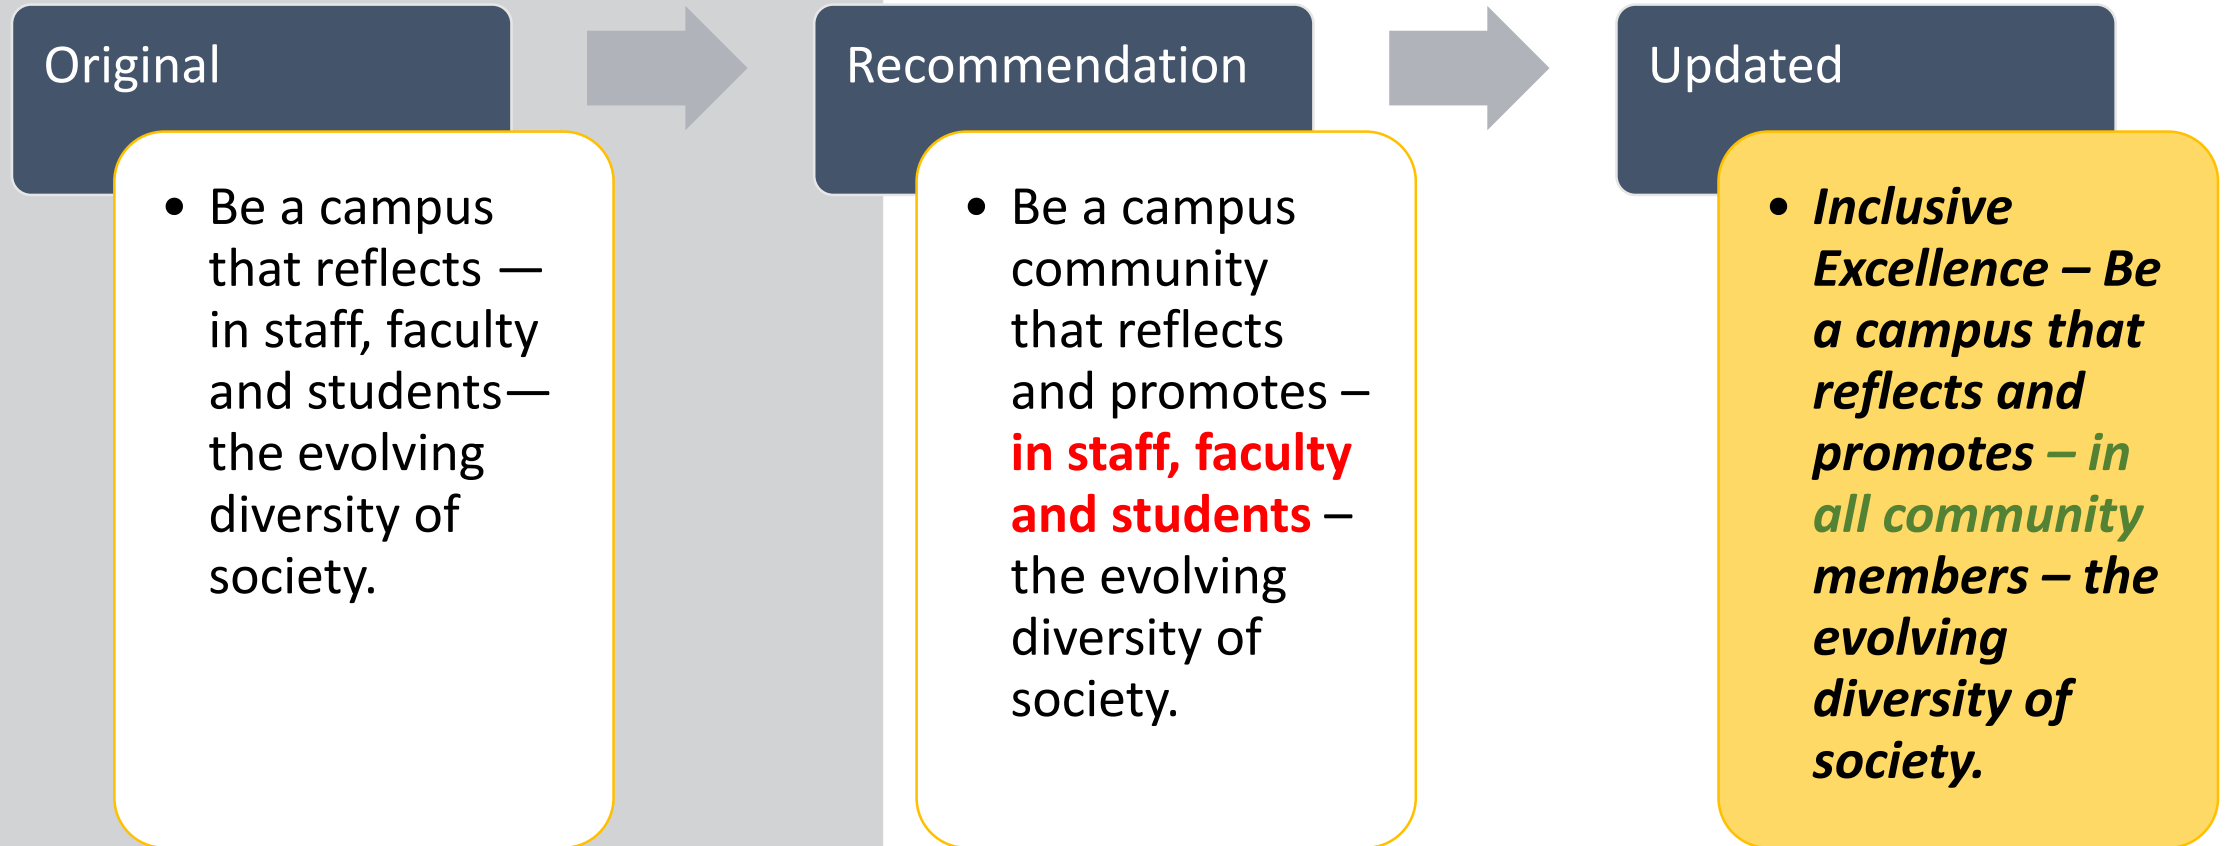 Original
• Be a campus
that reflects —
in staff, faculty
and students—
the evolving
diversity of
society.
Recommendation
• Be a campus
community
that reflects
and promotes –
in staff, faculty
and students –
the evolving
diversity of
society.
Updated
• Inclusive
Excellence – Be
a campus that
reflects and
promotes – in
all community
members – the
evolving
diversity of
society.